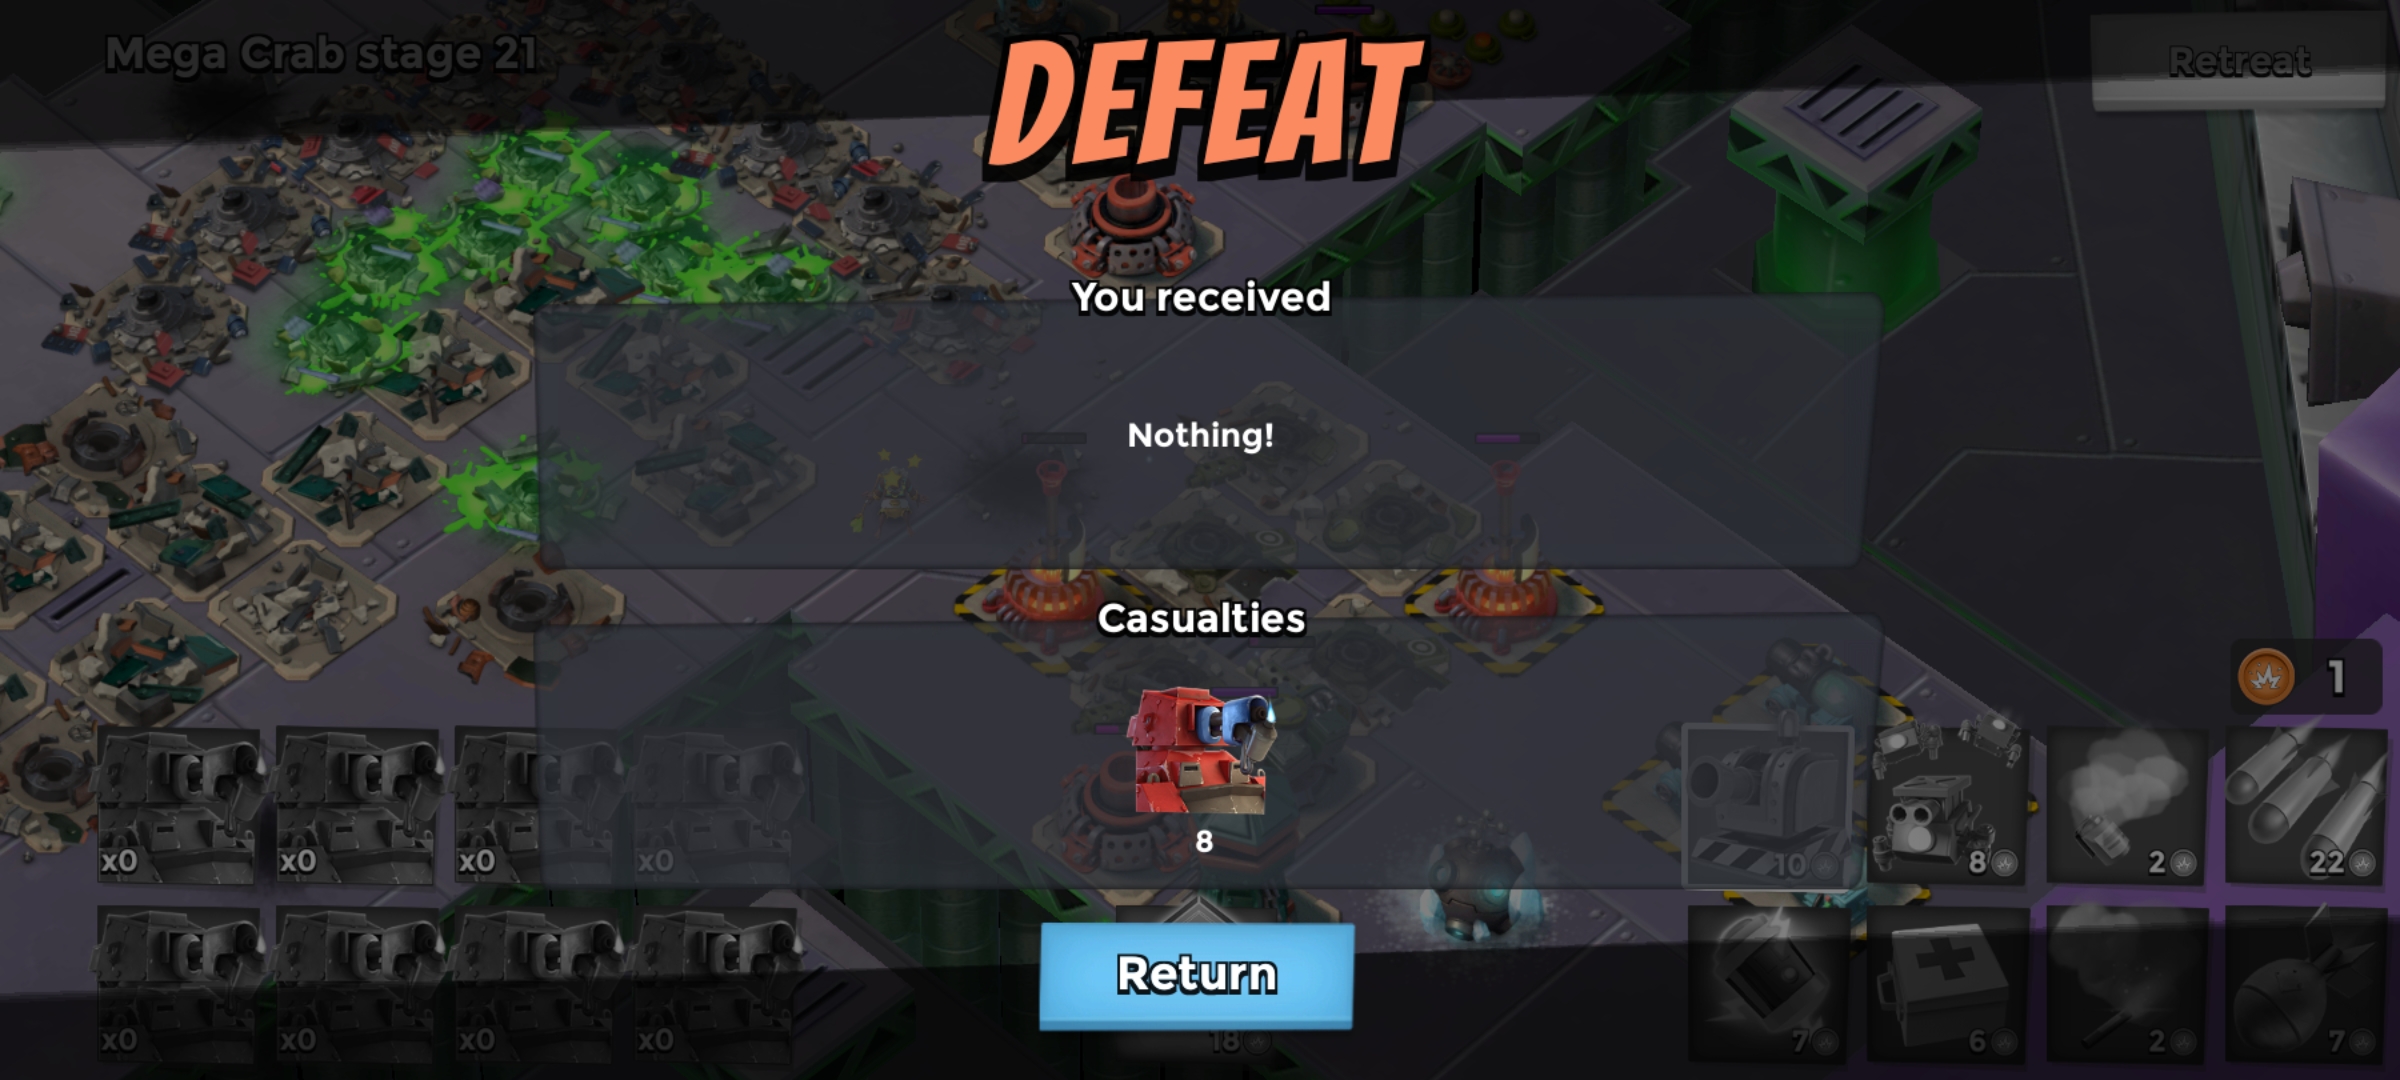 Mega Crab stage 21
DEFEAT
Retreat
You received
Nothing!
Casualties
8
1
x0 x0 x0 x0
10 8 2 22
x0 x0 x0 x0
Return
18
7 6 2 7